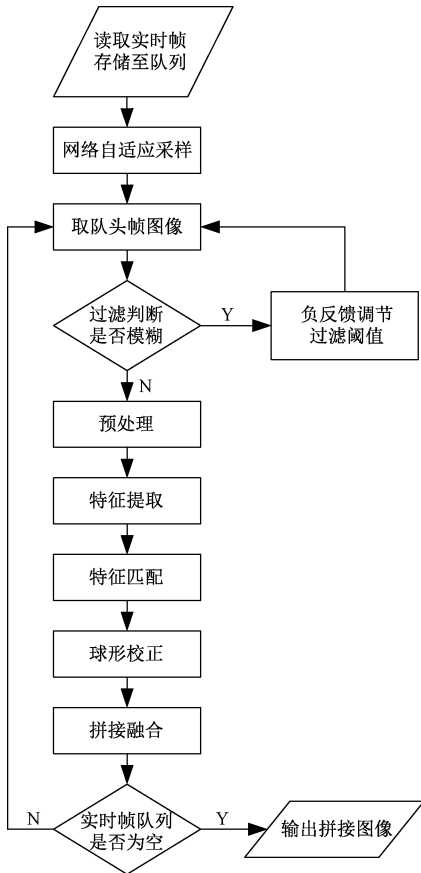 读取实时帧
存储至队列
网络自适应采样
取队头帧图像
过滤判断
是否模糊
Y
负反馈调节
过滤阈值
N
预处理
特征提取
特征匹配
球形校正
拼接融合
N
实时帧队列
是否为空
Y
输出拼接图像